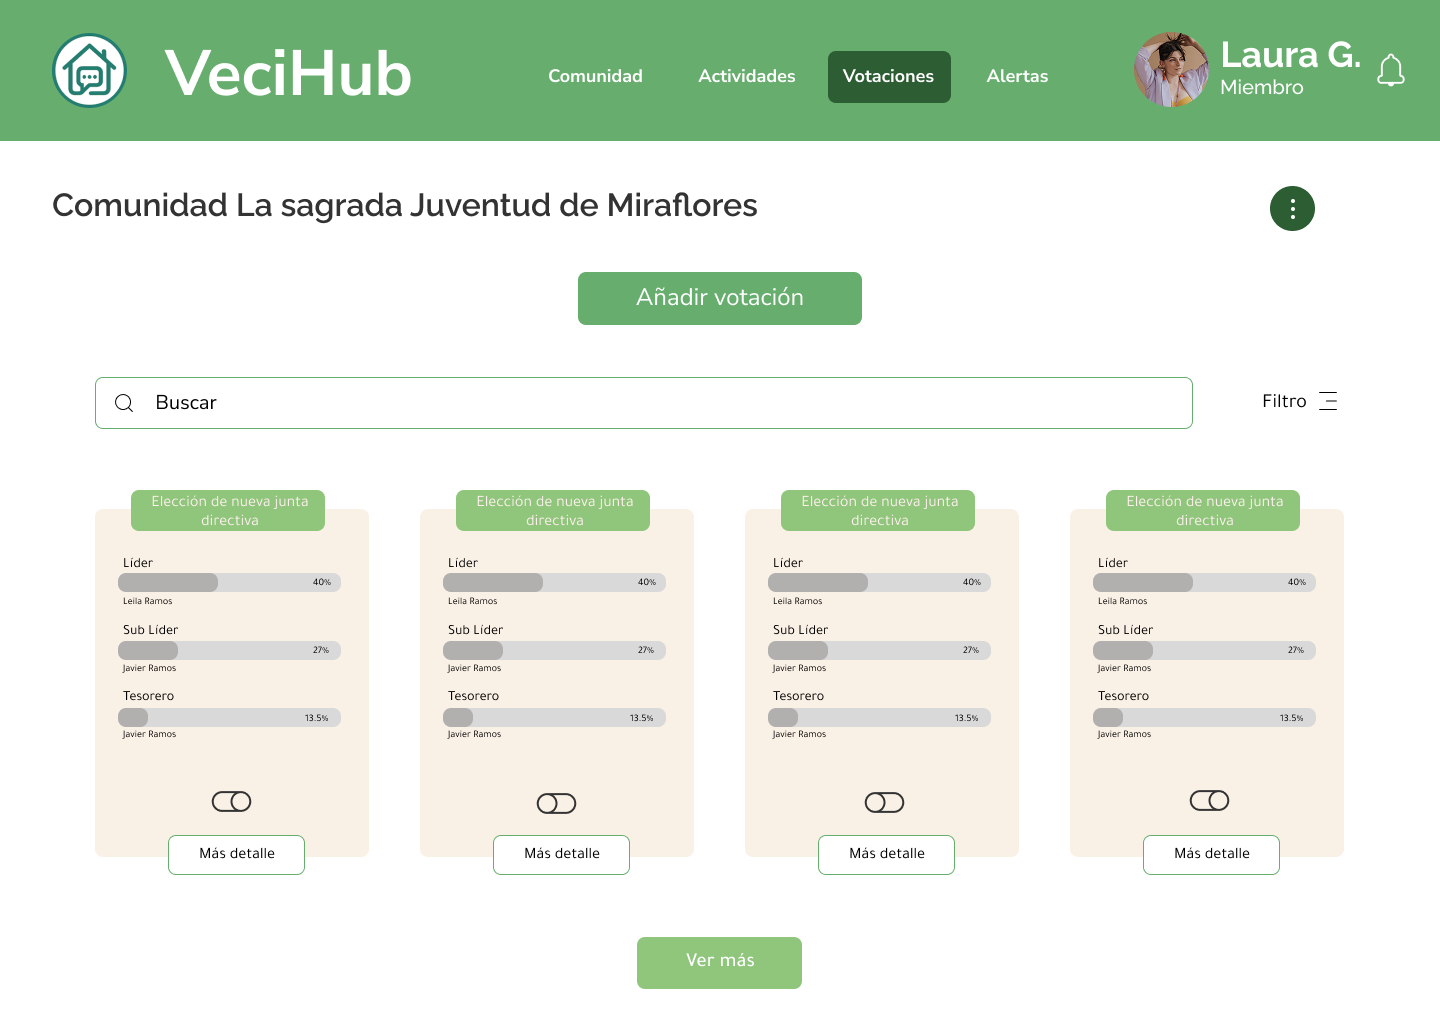 VeciHub
Comunidad
Actividades
Votaciones
Alertas
Laura G.
Miembro
Comunidad La sagrada Juventud de Miraflores
Añadir votación
Buscar
Filtro
Elección de nueva junta
directiva
Líder
40%
Leila Ramos
Sub Líder
27%
Javier Ramos
Tesorero
13.5%
Javier Ramos
Más detalle
Elección de nueva junta
directiva
Líder
40%
Leila Ramos
Sub Líder
27%
Javier Ramos
Tesorero
13.5%
Javier Ramos
Más detalle
Elección de nueva junta
directiva
Líder
40%
Leila Ramos
Sub Líder
27%
Javier Ramos
Tesorero
13.5%
Javier Ramos
Más detalle
Elección de nueva junta
directiva
Líder
40%
Leila Ramos
Sub Líder
27%
Javier Ramos
Tesorero
13.5%
Javier Ramos
Más detalle
Ver más